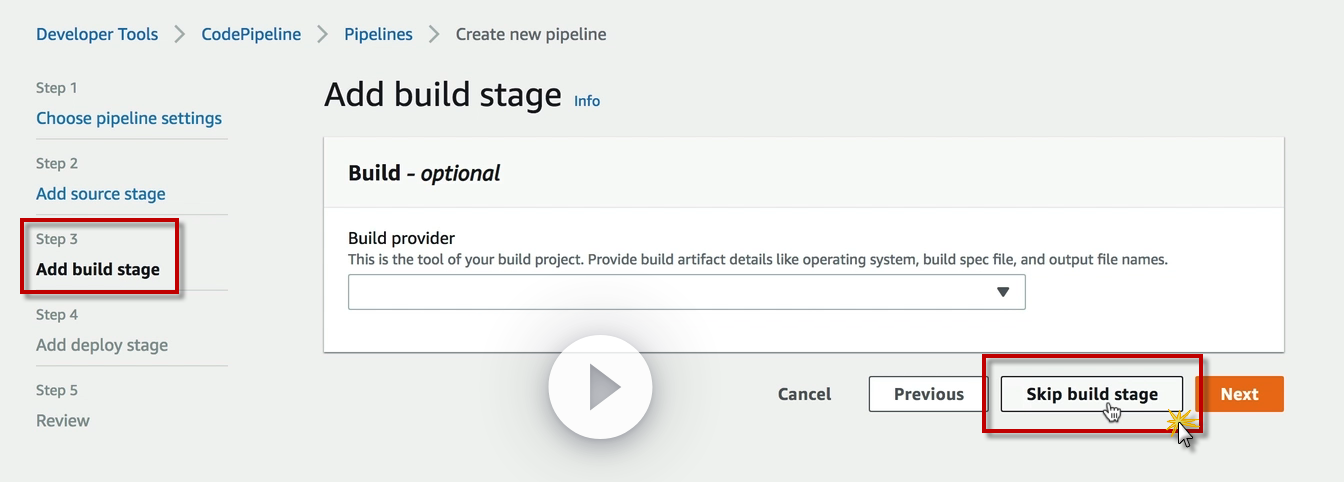 Developer Tools > CodePipeline > Pipelines > Create new pipeline
Step 1
Choose pipeline settings
Step 2
Add source stage
Step 3
Add build stage
Step 4
Add deploy stage
Step 5
Review
Add build stage Info
Build - optional
Build provider
This is the tool of your build project. Provide build artifact details like operating system, build spec file, and output file names.
Cancel Previous Skip build stage Next